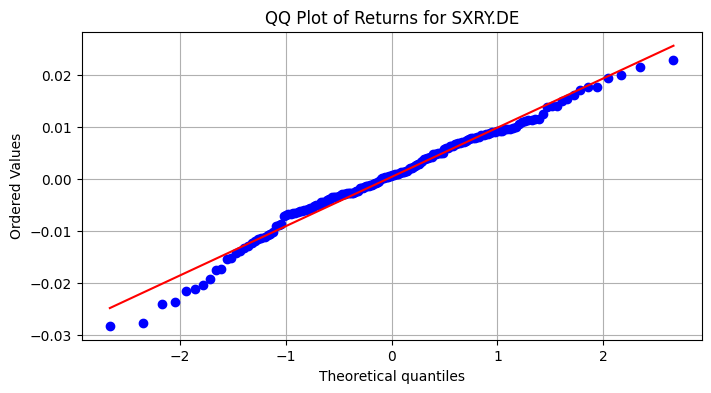 QQ Plot of Returns for SXRY.DE
Ordered Values
0.02
0.01
0.00
−0.01
−0.02
−0.03
−2 −1 0 1 2
Theoretical quantiles